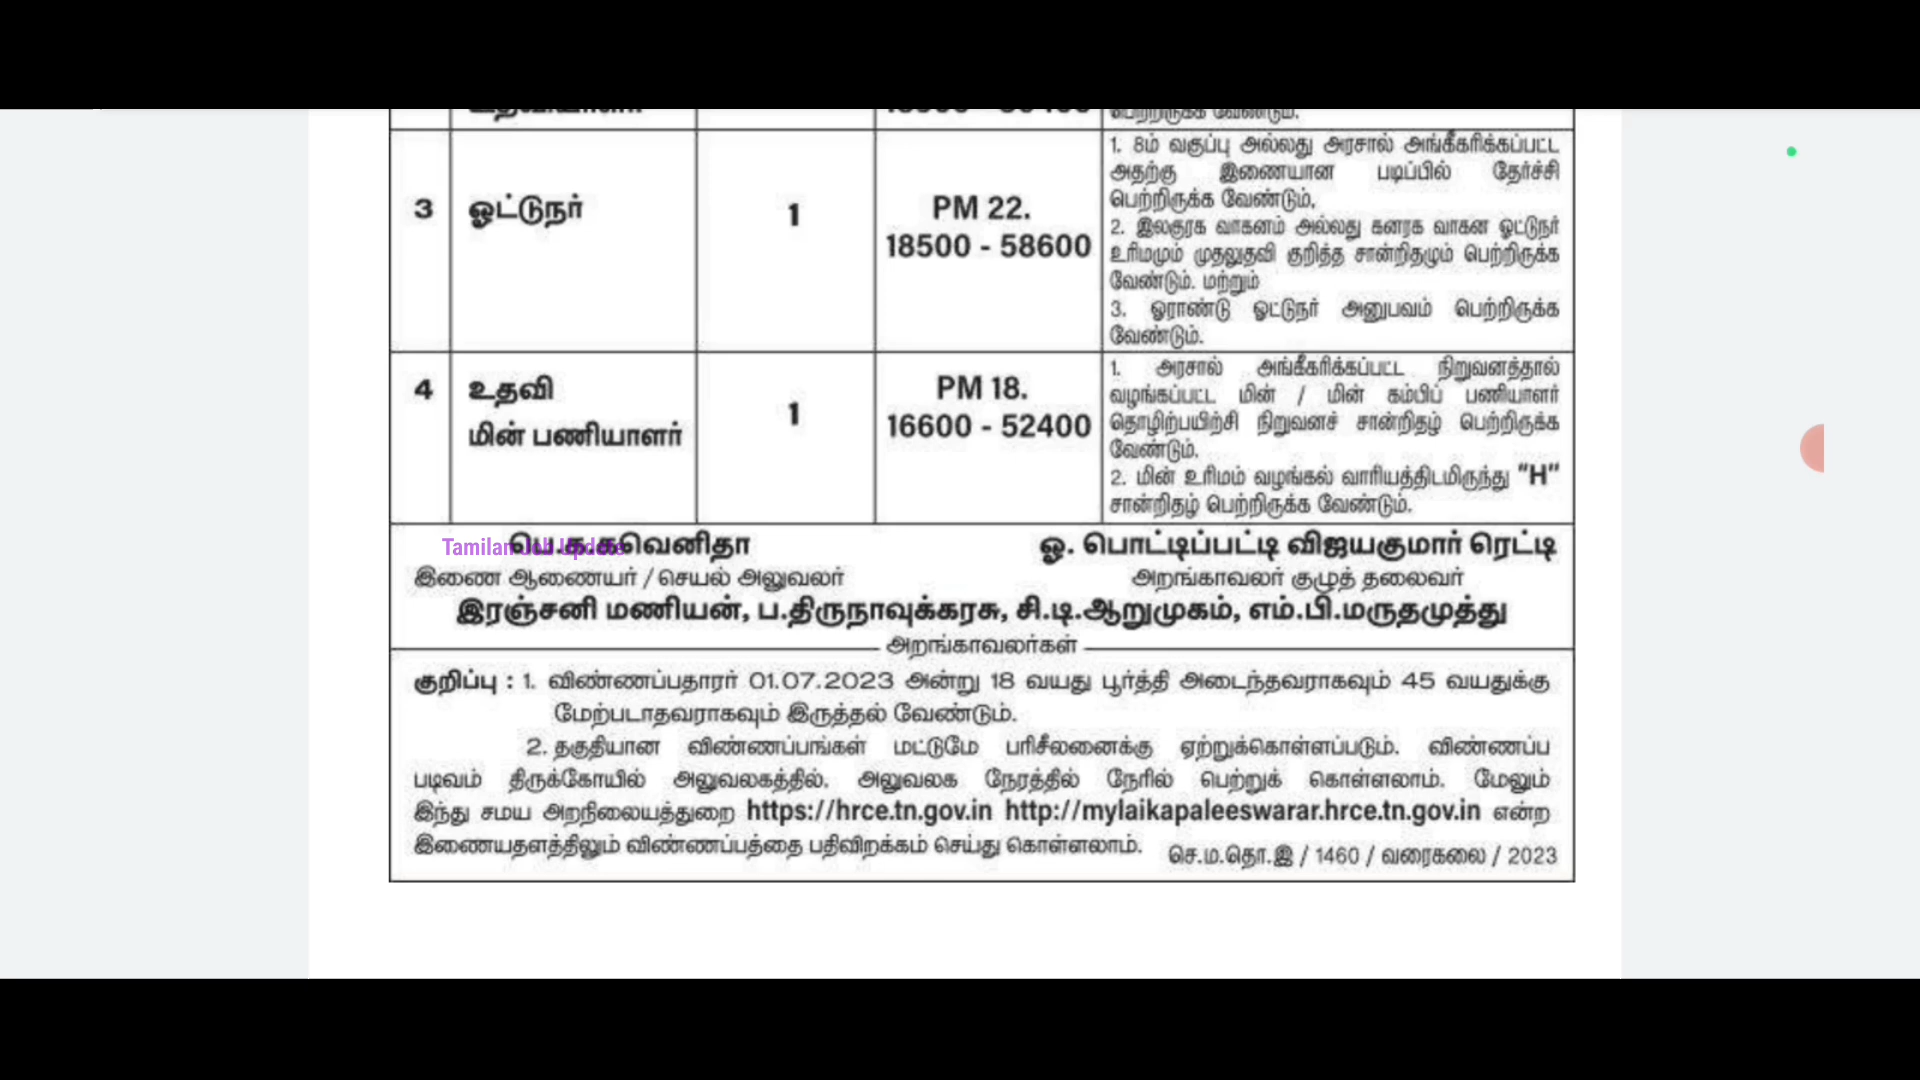 பெற்றிருக்க வேண்டும்.
3 ஓட்டுநர் 1 PM 22. 18500 - 58600
1. 8ம் வகுப்பு அல்லது அரசால் அங்கீகரிக்கப்பட்ட
அதற்கு இணையான படிப்பில் தேர்ச்சி
பெற்றிருக்க வேண்டும்,
2. இலகுரக வாகனம் அல்லது கனரக வாகன ஓட்டுநர்
உரிமமும் முதலுதவி குறித்த சான்றிதழும் பெற்றிருக்க
வேண்டும். மற்றும்
3. ஓராண்டு ஓட்டுநர் அனுபவம் பெற்றிருக்க
வேண்டும்.
4 உதவி
மின் பணியாளர் 1 PM 18. 16600 - 52400
1. அரசால் அங்கீகரிக்கப்பட்ட நிறுவனத்தால்
வழங்கப்பட்ட மின் / மின் கம்பிப் பணியாளர்
தொழிற்பயிற்சி நிறுவனச் சான்றிதழ் பெற்றிருக்க
வேண்டும்.
2. மின் உரிமம் வழங்கல் வாரியத்திடமிருந்து "H"
சான்றிதழ் பெற்றிருக்க வேண்டும்.
Tamilan Job Update
ஓ. பொட்டிப்பட்டி விஜயகுமார் ரெட்டி
இணை ஆணையர் / செயல் அலுவலர் அறங்காவலர் குழுத் தலைவர்
இரஞ்சனி மணியன், ப.திருநாவுக்கரசு, சி.டி.ஆறுமுகம், எம்.பி.மருதமுத்து
அறங்காவலர்கள்
குறிப்பு : 1. விண்ணப்பதாரர் 01.07.2023 அன்று 18 வயது பூர்த்தி அடைந்தவராகவும் 45 வயதுக்கு
மேற்படாதவராகவும் இருத்தல் வேண்டும்.
2. தகுதியான விண்ணப்பங்கள் மட்டுமே பரிசீலனைக்கு ஏற்றுக்கொள்ளப்படும். விண்ணப்ப
படிவம் திருக்கோயில் அலுவலகத்தில். அலுவலக நேரத்தில் நேரில் பெற்றுக் கொள்ளலாம். மேலும்
இந்து சமய அறநிலையத்துறை https://hrce.tn.gov.in http://mylaikapaleeswarar.hrce.tn.gov.in என்ற
இணையதளத்திலும் விண்ணப்பத்தை பதிவிறக்கம் செய்து கொள்ளலாம்.
செ.ம.தொ.இ / 1460 / வரைகலை / 2023